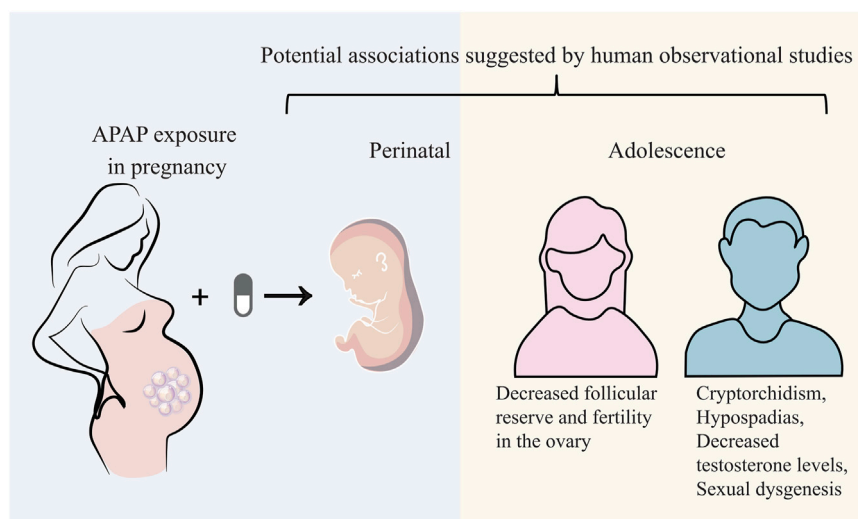 Potential associations suggested by human observational studies
APAP exposure
in pregnancy
Perinatal
Adolescence
+
Decreased follicular
reserve and fertility
in the ovary
Cryptorchidism,
Hypospadias,
Decreased
testosterone levels,
Sexual dysgenesis